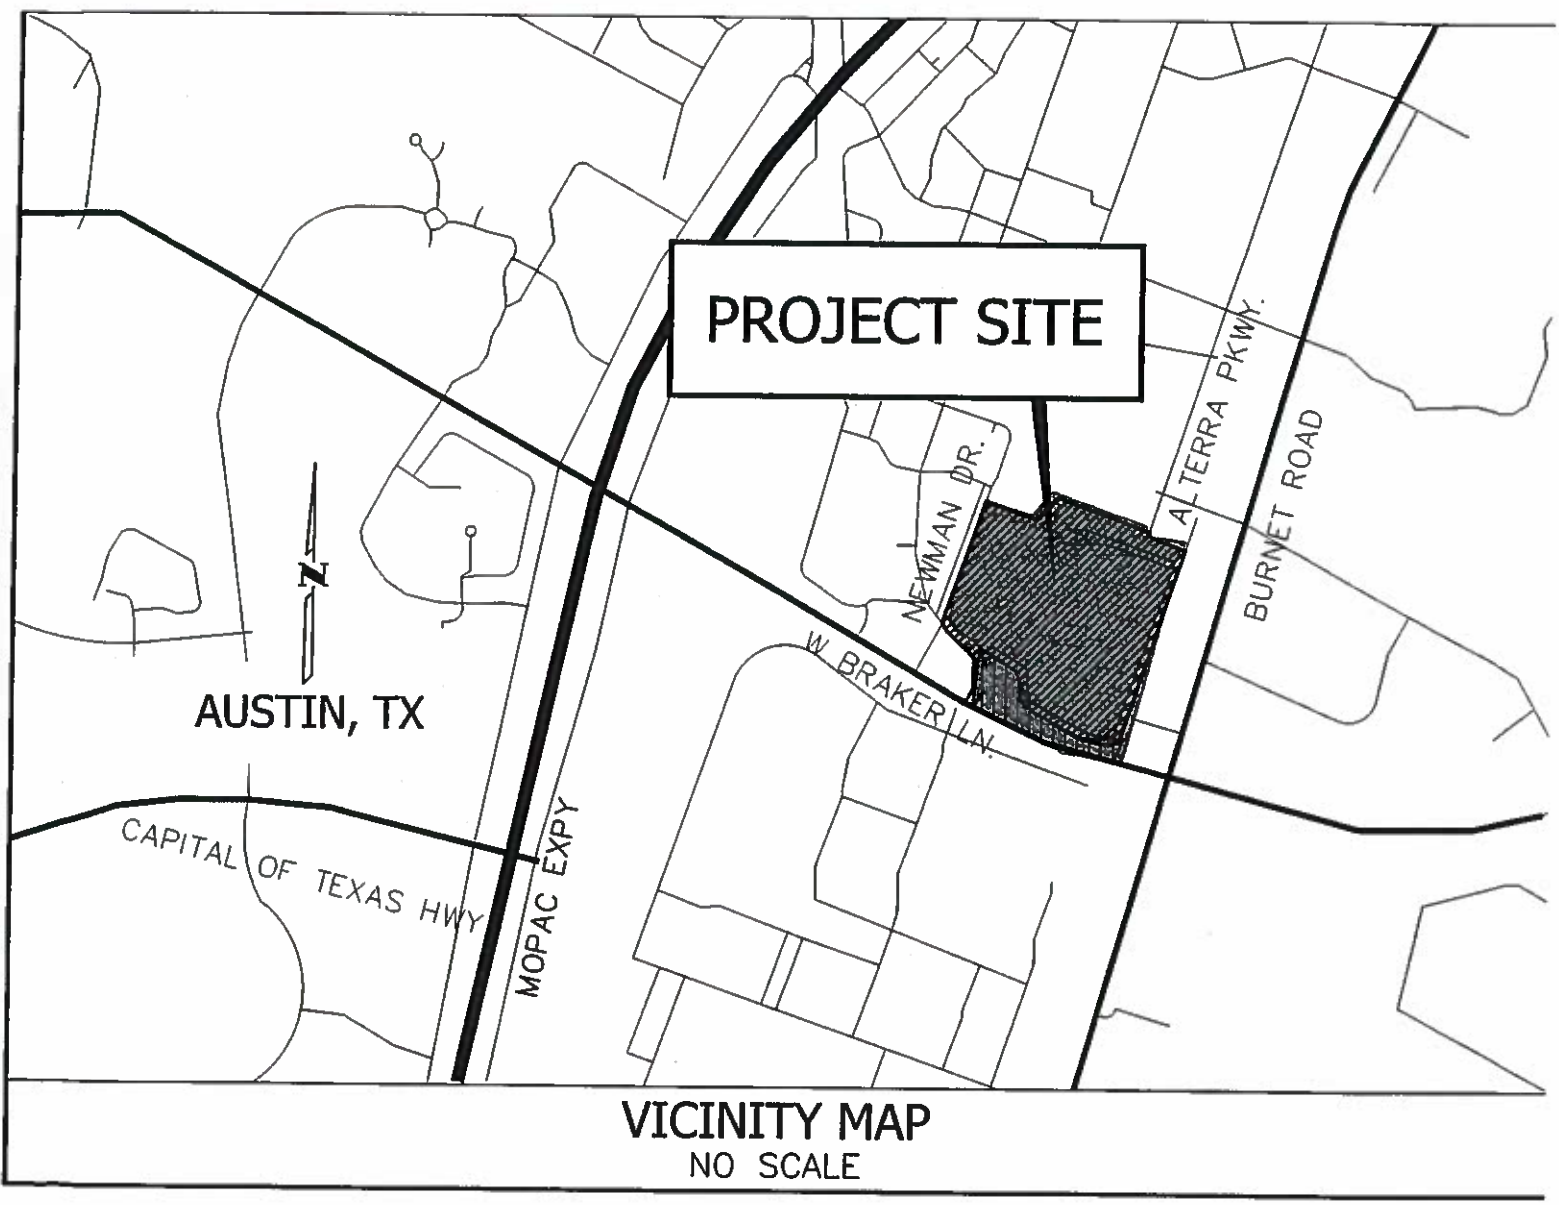 PROJECT SITE
ALTERRA PKWY.
BURNET ROAD
NEWMAN DR.
W BRAKER LN.
N
AUSTIN, TX
CAPITAL OF TEXAS HWY
MOPAC EXPY
VICINITY MAP
NO SCALE